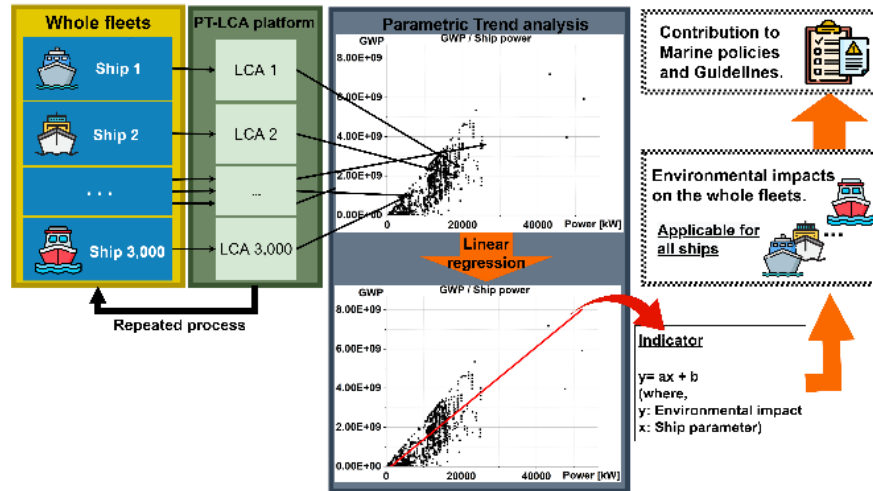 Whole fleets
Ship 1
Ship 2
...
Ship 3,000
PT-LCA platform
LCA 1
LCA 2
...
LCA 3,000
Repeated process
Parametric Trend analysis
GWP
GWP / Ship power
8.00E+09
6.00E+09
4.00E+09
2.00E+09
0.00E+00
0
20000
40000
Power [kW]
Linear
regression
GWP
GWP / Ship power
8.00E+09
6.00E+09
4.00E+09
2.00E+09
0.00E+00
0
20000
40000
Power [kW]
Contribution to
Marine policies
and Guidelines.
Environmental impacts
on the whole fleets.
Applicable for
all ships
...
Indicator
y= ax + b
(where,
y: Environmental impact
x: Ship parameter)